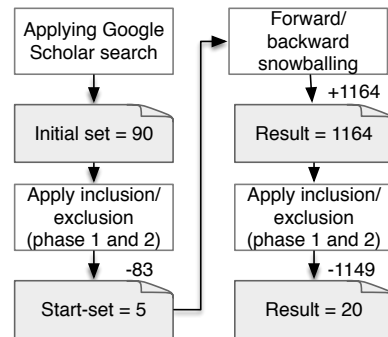 Applying Google
Scholar search
Initial set = 90
Apply inclusion/
exclusion
(phase 1 and 2)
-83
Start-set = 5
Forward/
backward
snowballing
+1164
Result = 1164
Apply inclusion/
exclusion
(phase 1 and 2)
-1149
Result = 20